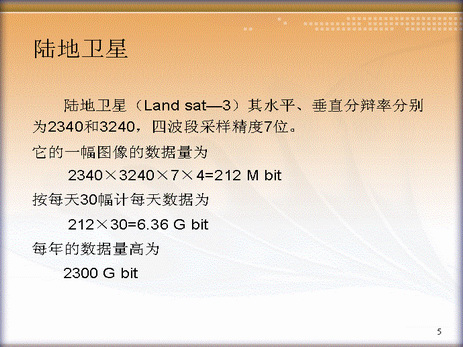 陆地卫星
陆地卫星（Land sat—3）其水平、垂直分辩率分别
为2340和3240，四波段采样精度7位。
它的一幅图像的数据量为
2340×3240×7×4=212 M bit
按每天30幅计每天数据为
212×30=6.36 G bit
每年的数据量高为
2300 G bit
5